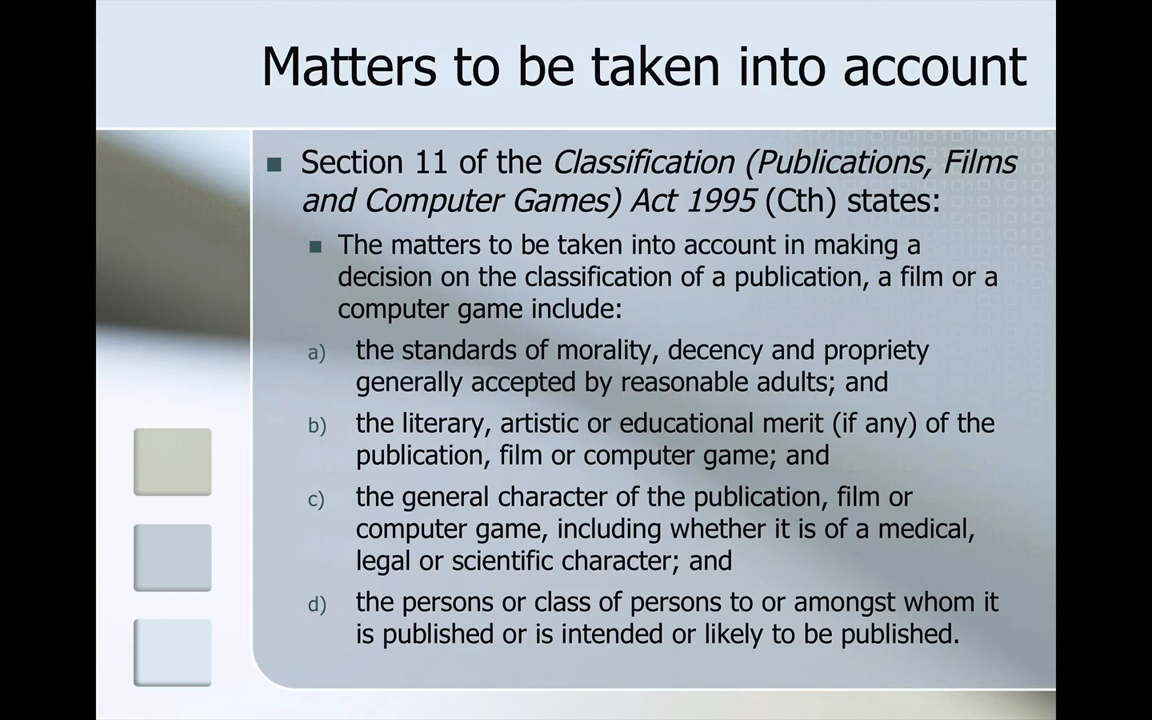 Matters to be taken into account
Section 11 of the Classification (Publications, Films
and Computer Games) Act 1995 (Cth) states:
The matters to be taken into account in making a
decision on the classification of a publication, a film or a
computer game include:
a) the standards of morality, decency and propriety
generally accepted by reasonable adults; and
b) the literary, artistic or educational merit (if any) of the
publication, film or computer game; and
c) the general character of the publication, film or
computer game, including whether it is of a medical,
legal or scientific character; and
d) the persons or class of persons to or amongst whom it
is published or is intended or likely to be published.